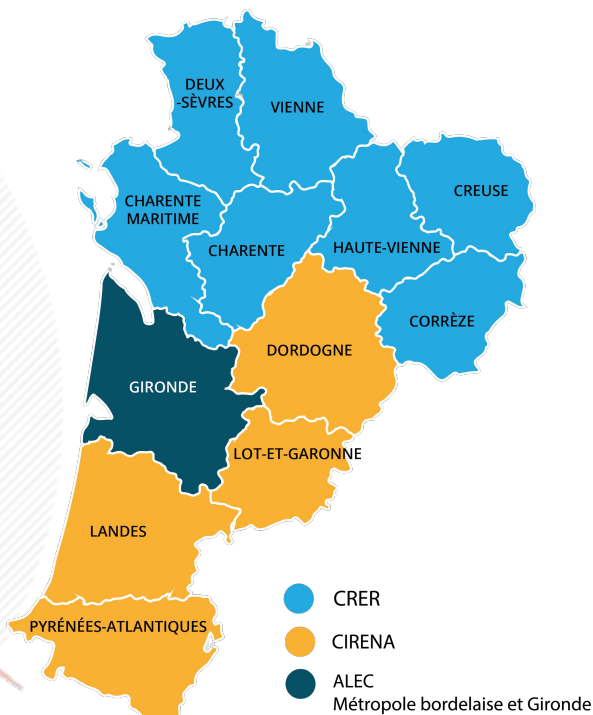 DEUX
-SÈVRES
VIENNE
CREUSE
CHARENTE
MARITIME
CHARENTE
HAUTE-VIENNE
CORRÈZE
DORDOGNE
GIRONDE
LOT-ET-GARONNE
LANDES
CRER
PYRÉNÉES-ATLANTIQUES
CIRENA
ALEC
Métropole bordelaise et Gironde